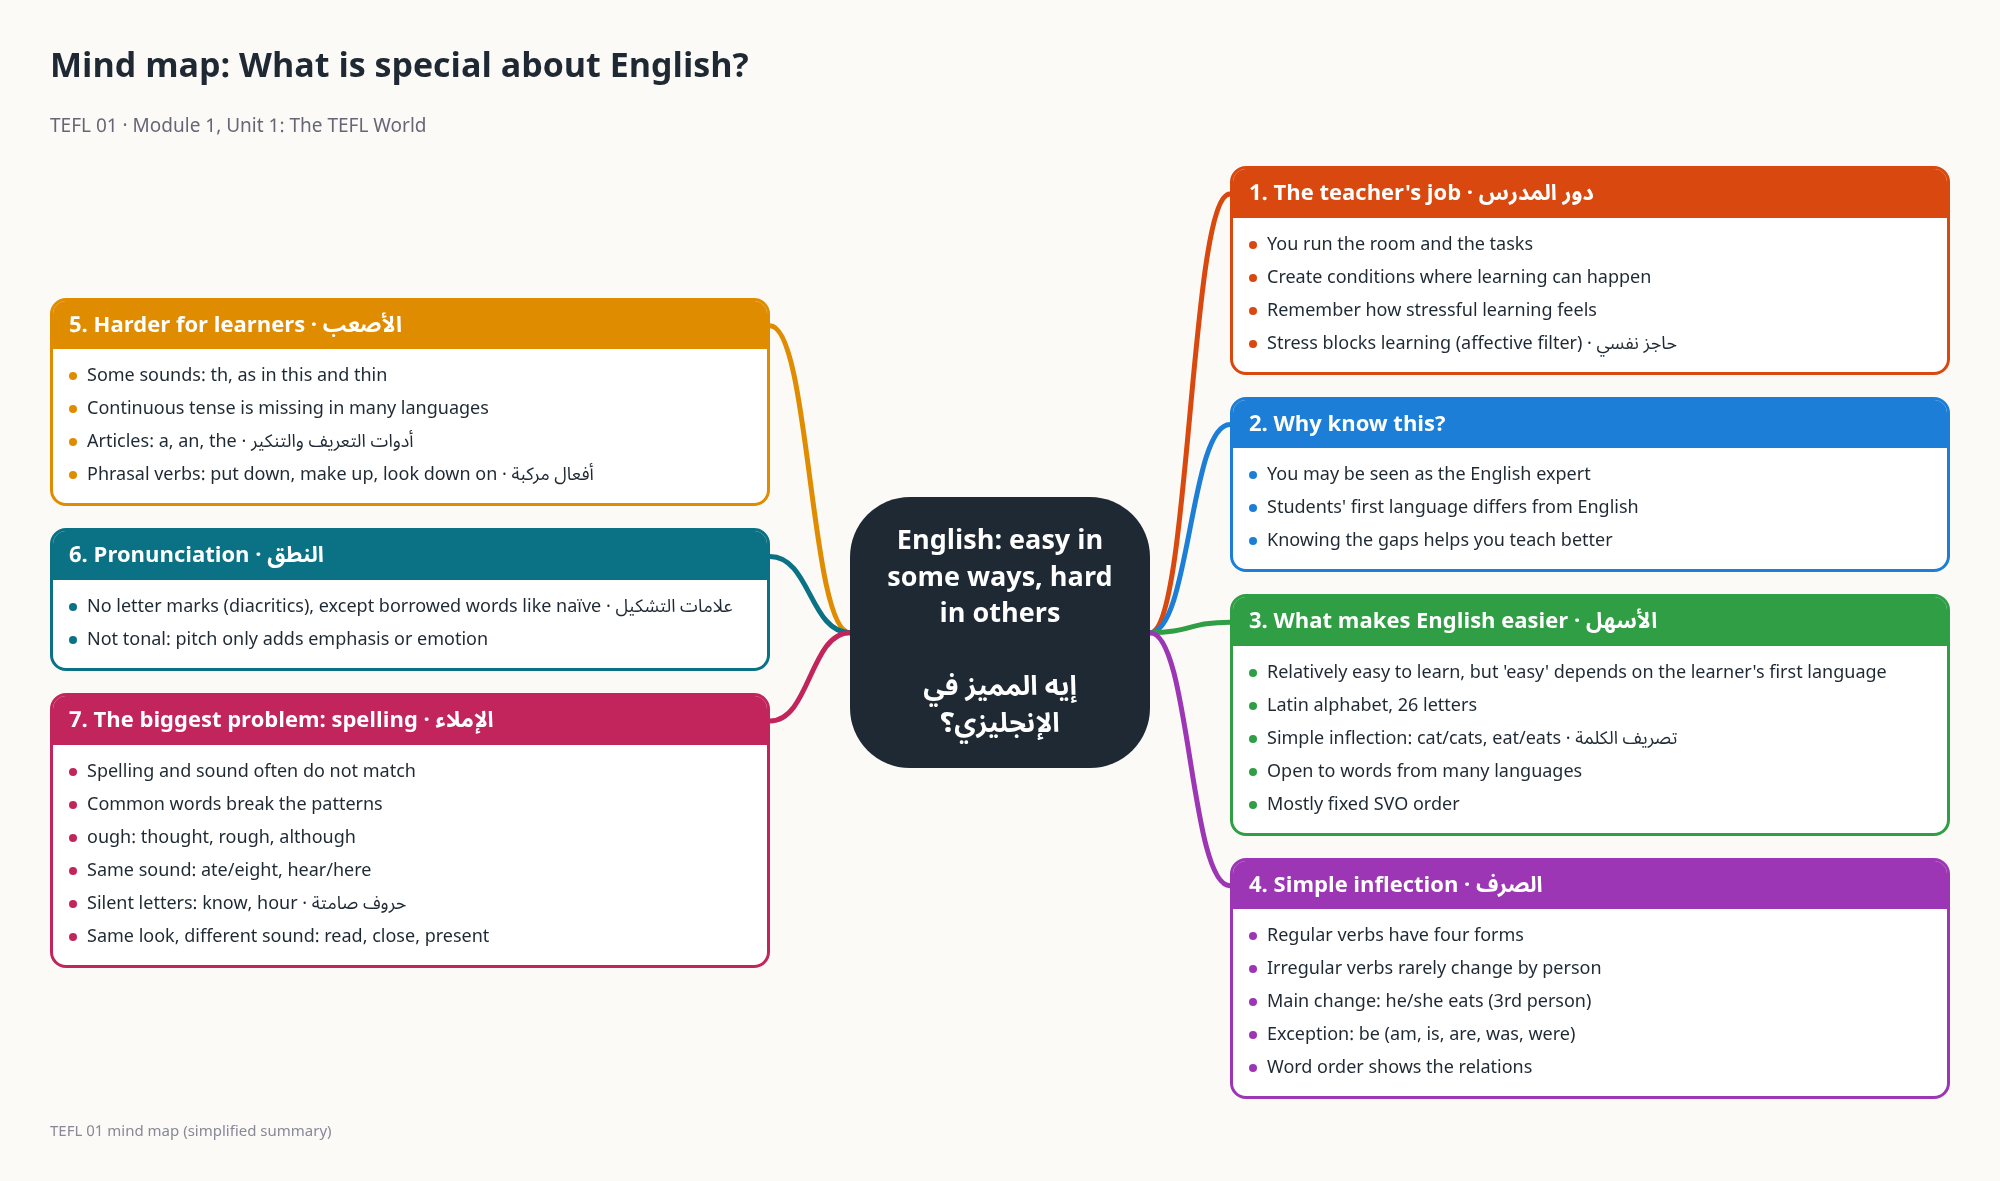 Mind map: What is special about English?
TEFL 01 · Module 1, Unit 1: The TEFL World
English: easy in
some ways, hard
in others
إيه المميز في
الإنجليزي؟
1. The teacher's job · دور المدرس
You run the room and the tasks
Create conditions where learning can happen
Remember how stressful learning feels
Stress blocks learning (affective filter) · حاجز نفسي
2. Why know this?
You may be seen as the English expert
Students' first language differs from English
Knowing the gaps helps you teach better
3. What makes English easier · الأسهل
Relatively easy to learn, but 'easy' depends on the learner's first language
Latin alphabet, 26 letters
Simple inflection: cat/cats, eat/eats · تصريف الكلمة
Open to words from many languages
Mostly fixed SVO order
4. Simple inflection · الصرف
Regular verbs have four forms
Irregular verbs rarely change by person
Main change: he/she eats (3rd person)
Exception: be (am, is, are, was, were)
Word order shows the relations
5. Harder for learners · الأصعب
Some sounds: th, as in this and thin
Continuous tense is missing in many languages
Articles: a, an, the · أدوات التعريف والتنكير
Phrasal verbs: put down, make up, look down on · أفعال مركبة
6. Pronunciation · النطق
No letter marks (diacritics), except borrowed words like naïve · علامات التشكيل
Not tonal: pitch only adds emphasis or emotion
7. The biggest problem: spelling · الإملاء
Spelling and sound often do not match
Common words break the patterns
ough: thought, rough, although
Same sound: ate/eight, hear/here
Silent letters: know, hour · حروف صامتة
Same look, different sound: read, close, present
TEFL 01 mind map (simplified summary)